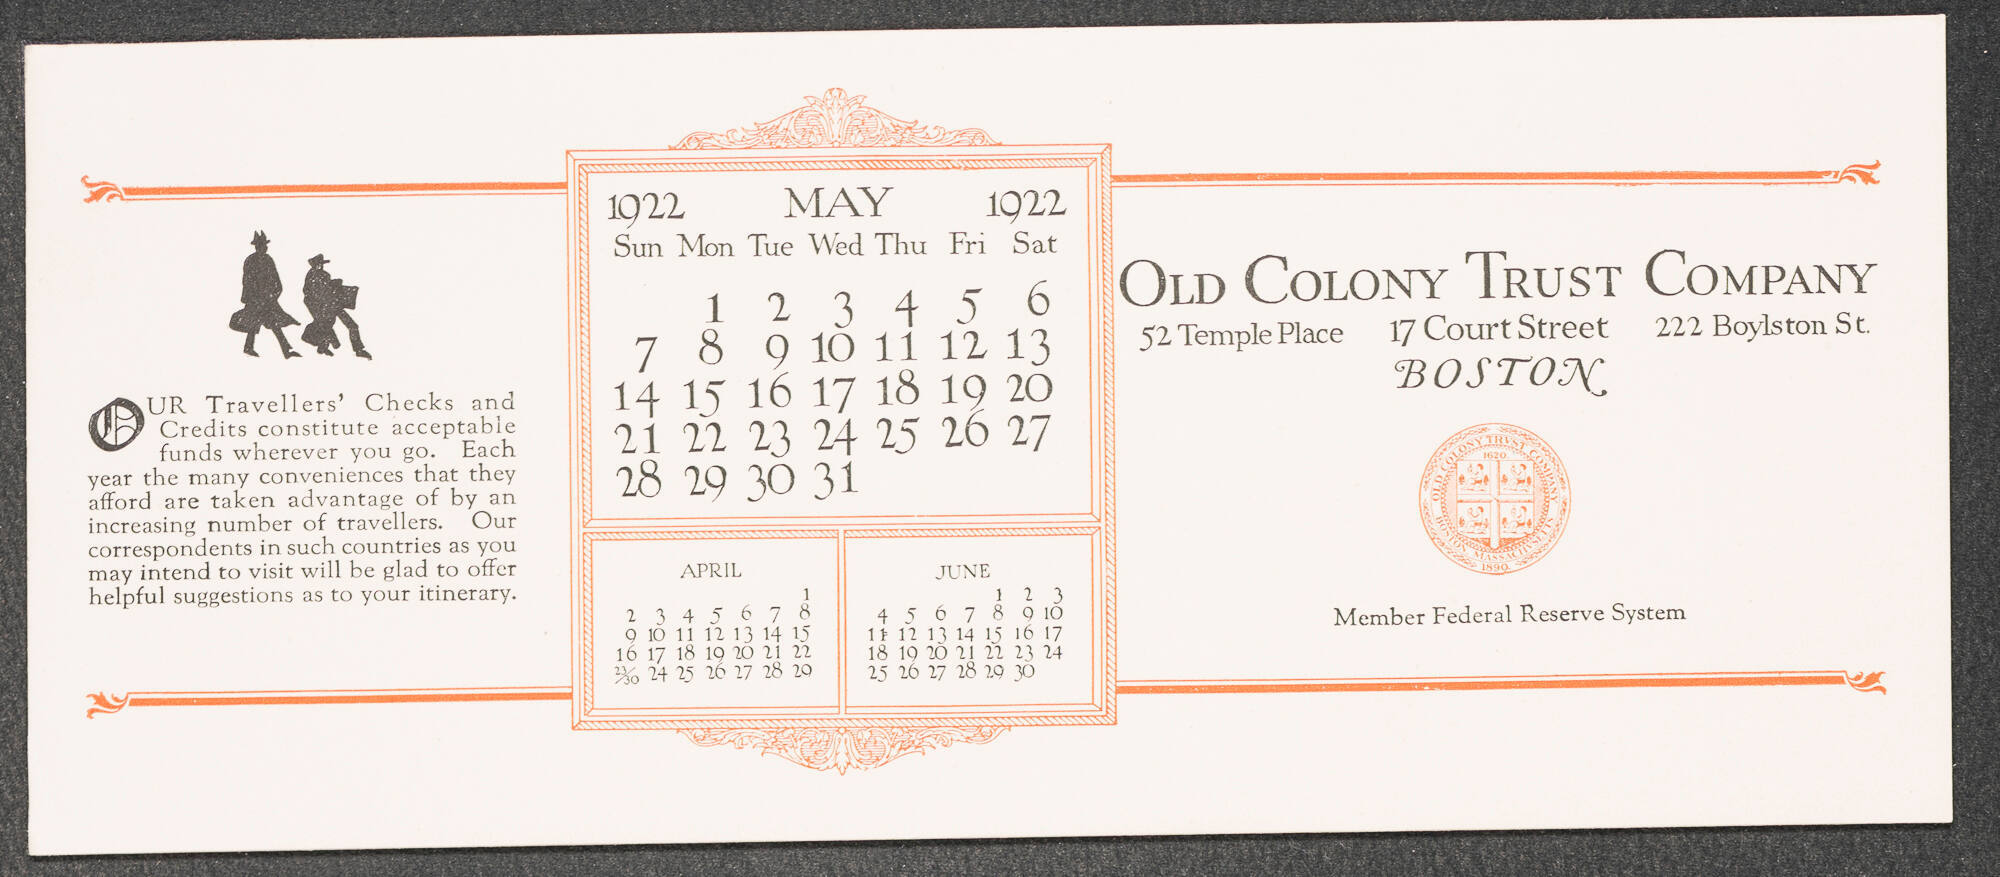 OUR Travellers' Checks and
Credits constitute acceptable
funds wherever you go. Each
year the many conveniences that they
afford are taken advantage of by an
increasing number of travellers. Our
correspondents in such countries as you
may intend to visit will be glad to offer
helpful suggestions as to your itinerary.
1922 MAY 1922
Sun Mon Tue Wed Thu Fri Sat
1 2 3 4 5 6
7 8 9 10 11 12 13
14 15 16 17 18 19 20
21 22 23 24 25 26 27
28 29 30 31
APRIL
1
2 3 4 5 6 7 8
9 10 11 12 13 14 15
16 17 18 19 20 21 22
23/30 24 25 26 27 28 29
JUNE
1 2 3
4 5 6 7 8 9 10
11 12 13 14 15 16 17
18 19 20 21 22 23 24
25 26 27 28 29 30
OLD COLONY TRUST COMPANY
52 Temple Place 17 Court Street 222 Boylston St.
BOSTON
OLD COLONY TRVST COMPANY
1620
BOSTON MASSACHVSETTS
1890
Member Federal Reserve System